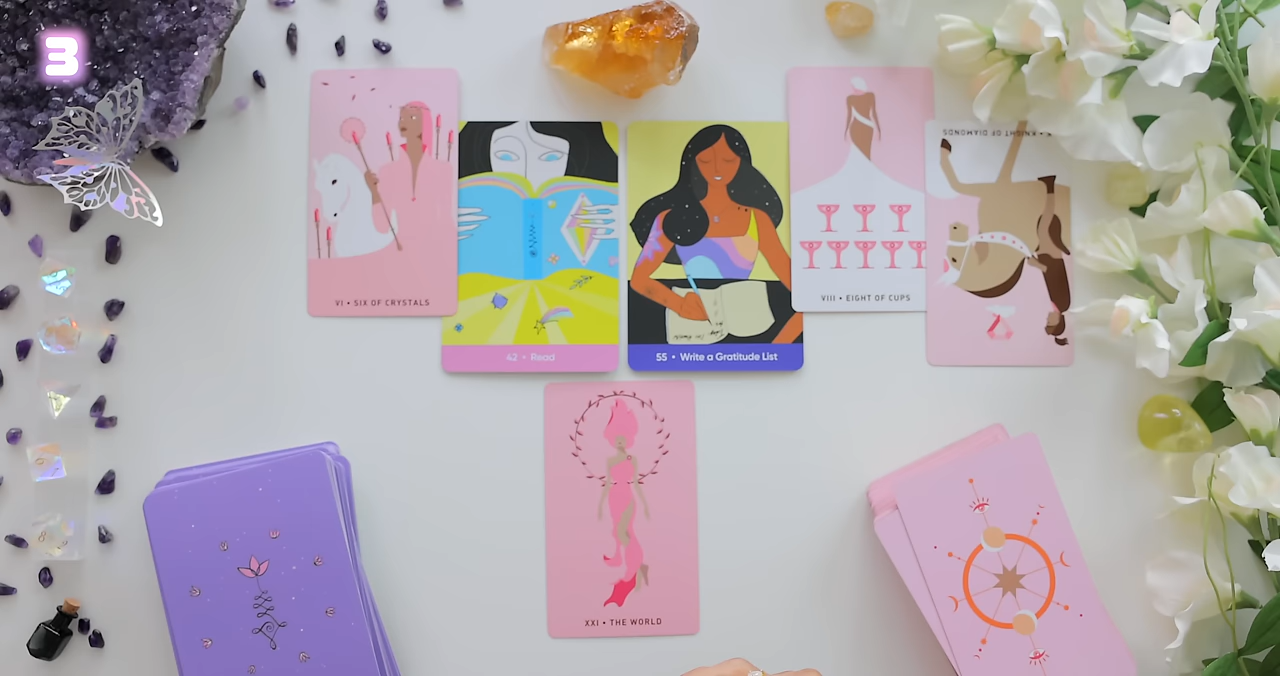 3
VI • SIX OF CRYSTALS
42 • Read
55 • Write a Gratitude List
VIII • EIGHT OF CUPS
KNIGHT OF DIAMONDS
XXI • THE WORLD